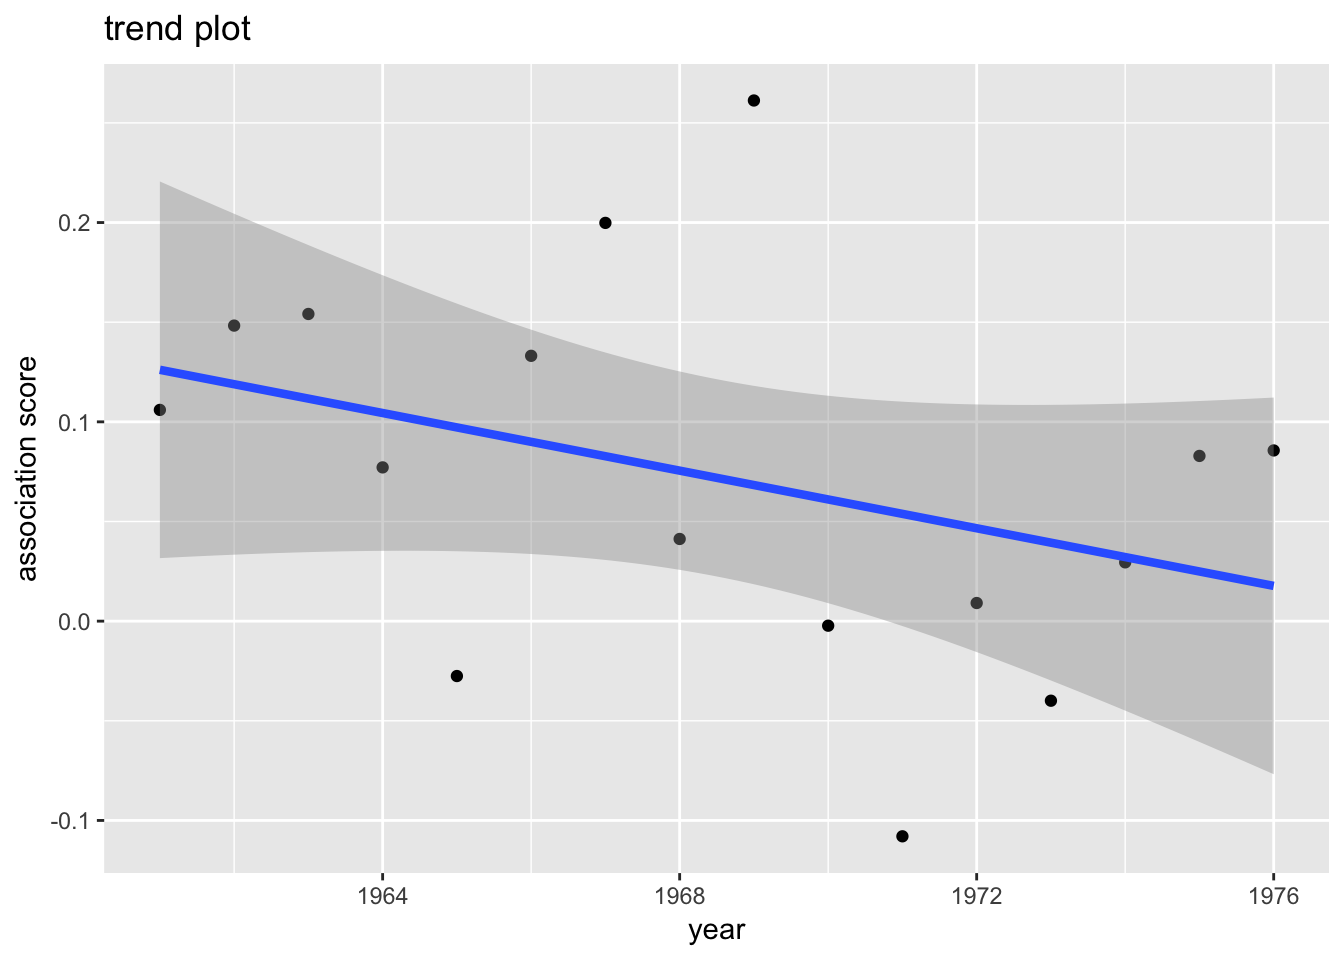 trend plot
association score
0.2
0.1
0.0
-0.1
1964 1968 1972 1976
year